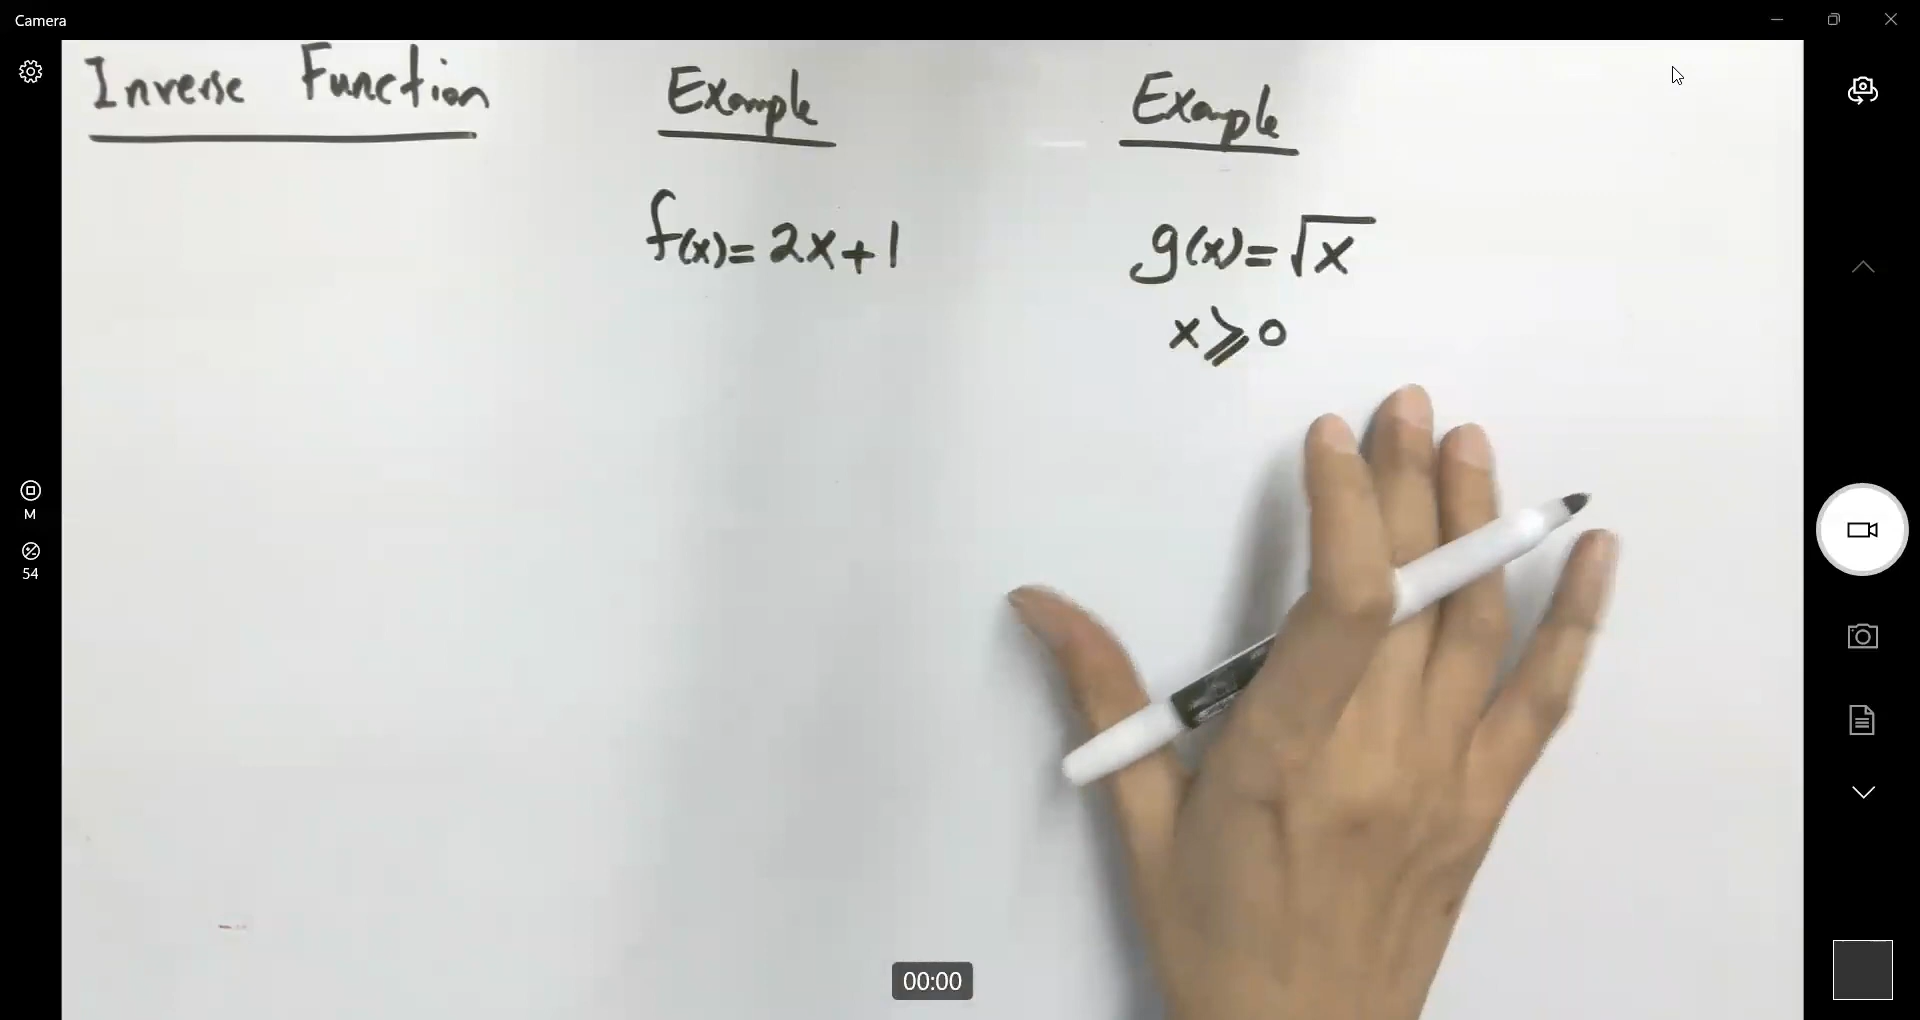 Camera
Inverse Function
Example
f(x)= 2x+1
Example
g(x)= √x
x⩾0
M
54
00:00